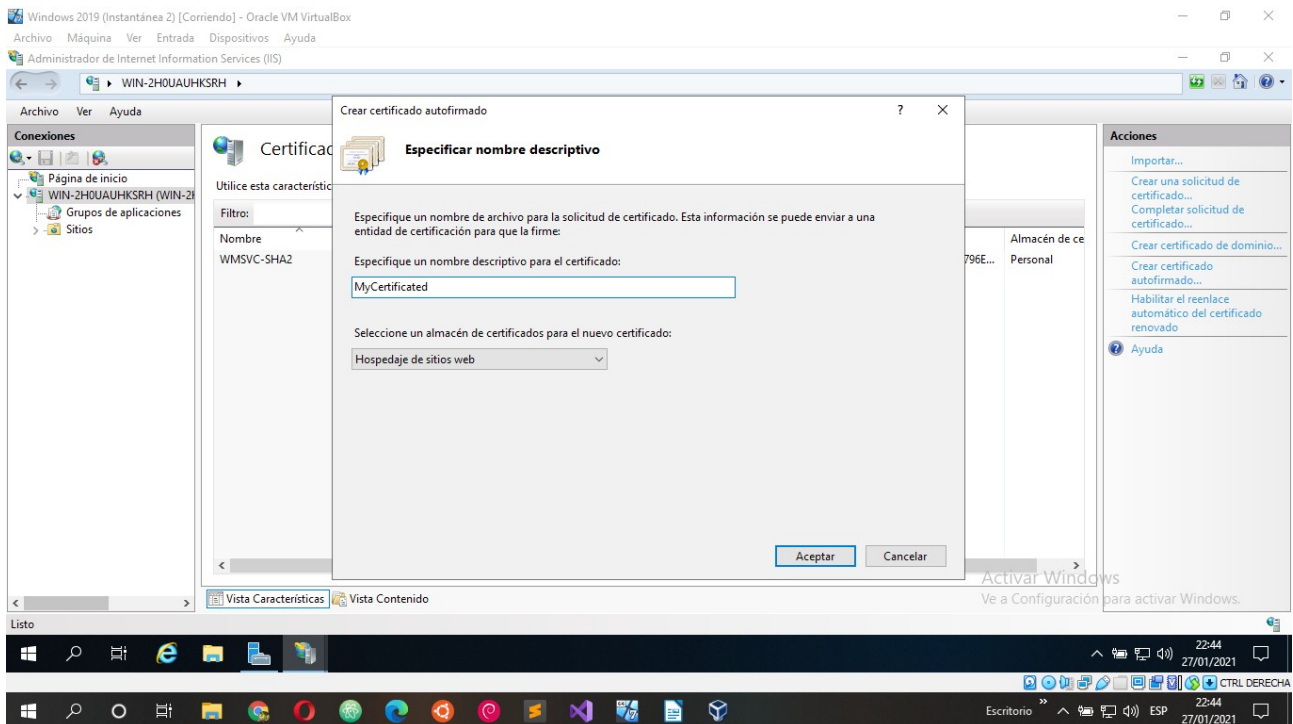 Windows 2019 (Instantánea 2) [Corriendo] - Oracle VM VirtualBox
Archivo Máquina Ver Entrada Dispositivos Ayuda
Administrador de Internet Information Services (IIS)
WIN-2H0UAUHKSRH
Archivo Ver Ayuda
Conexiones
Página de inicio
WIN-2H0UAUHKSRH (WIN-2H
Grupos de aplicaciones
Sitios
Certificad
Utilice esta característic
Filtro:
Nombre
WMSVC-SHA2
Crear certificado autofirmado
?
Especificar nombre descriptivo
Especifique un nombre de archivo para la solicitud de certificado. Esta información se puede enviar a una
entidad de certificación para que la firme:
Especifique un nombre descriptivo para el certificado:
MyCertificated
Seleccione un almacén de certificados para el nuevo certificado:
Hospedaje de sitios web
Aceptar Cancelar
Almacén de ce
796E... Personal
Acciones
Importar...
Crear una solicitud de
certificado...
Completar solicitud de
certificado...
Crear certificado de dominio...
Crear certificado
autofirmado...
Habilitar el reenlace
automático del certificado
renovado
Ayuda
Vista Características Vista Contenido
Activar Windows
Ve a Configuración para activar Windows.
Listo
22:44
27/01/2021
CTRL DERECHA
Escritorio
ESP
22:44
27/01/2021